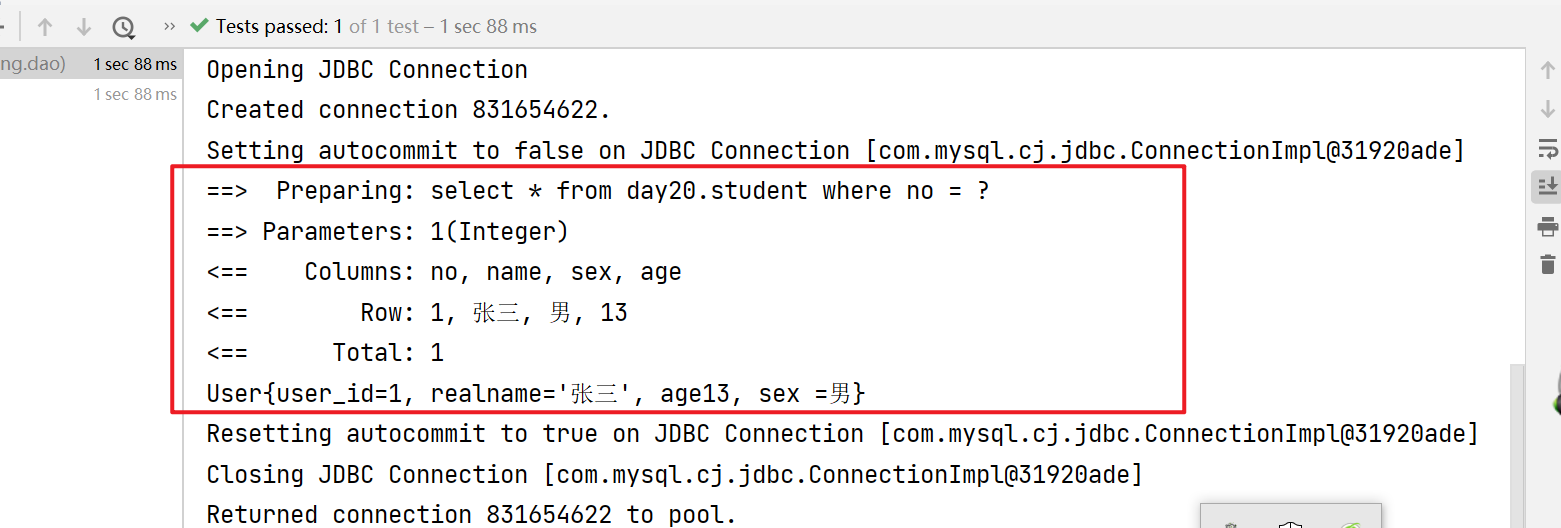 » Tests passed: 1 of 1 test – 1 sec 88 ms
ng.dao) 1 sec 88 ms
1 sec 88 ms
Opening JDBC Connection
Created connection 831654622.
Setting autocommit to false on JDBC Connection [com.mysql.cj.jdbc.ConnectionImpl@31920ade]
==>  Preparing: select * from day20.student where no = ?
==> Parameters: 1(Integer)
<==    Columns: no, name, sex, age
<==        Row: 1, 张三, 男, 13
<==      Total: 1
User{user_id=1, realname='张三', age13, sex =男}
Resetting autocommit to true on JDBC Connection [com.mysql.cj.jdbc.ConnectionImpl@31920ade]
Closing JDBC Connection [com.mysql.cj.jdbc.ConnectionImpl@31920ade]
Returned connection 831654622 to pool.